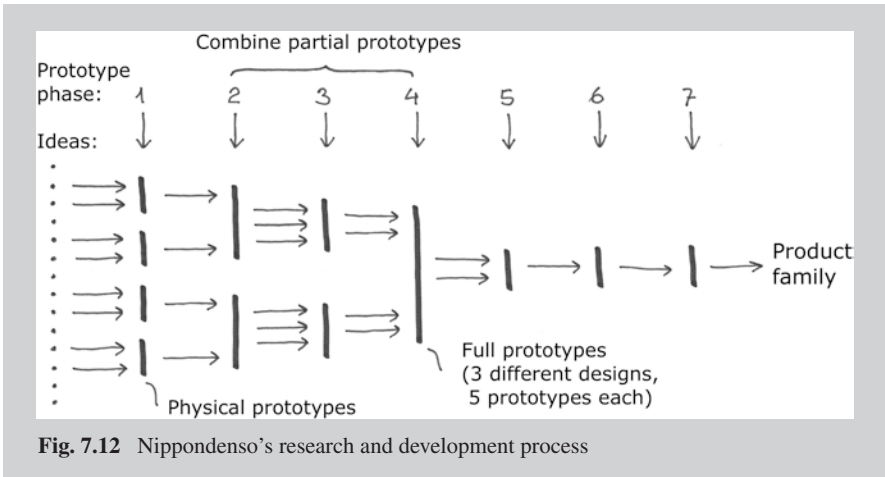 Combine partial prototypes
Prototype
phase: 1 2 3 4 5 6 7
Ideas:
Product
family
Full prototypes
(3 different designs,
5 prototypes each)
Physical prototypes
Fig. 7.12 Nippondenso's research and development process